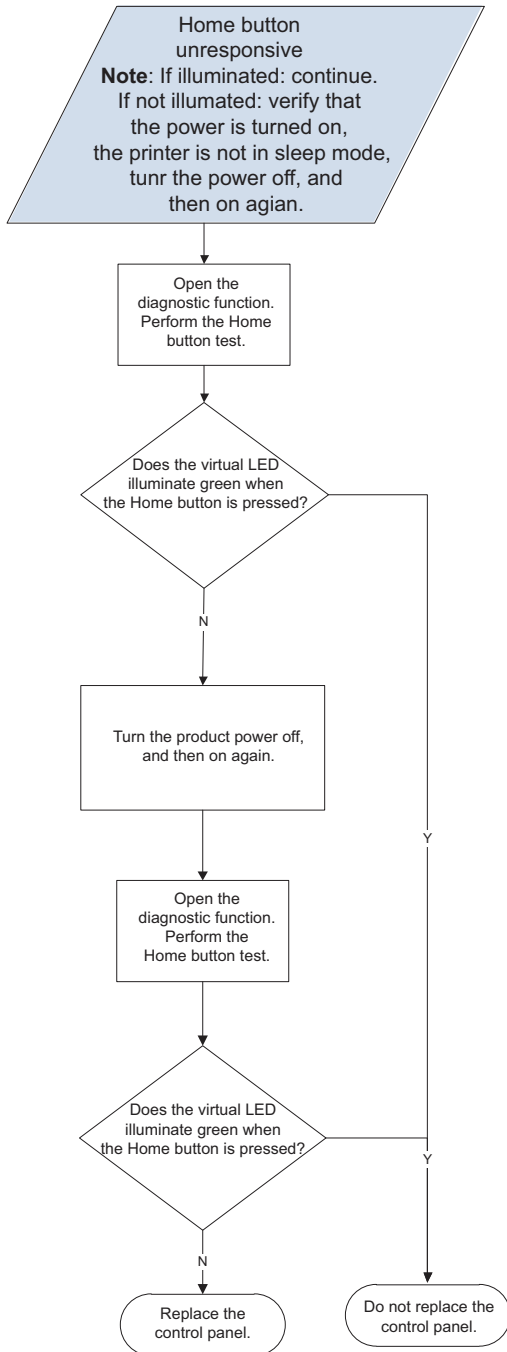 Home button
unresponsive
Note: If illuminated: continue.
If not illumated: verify that
the power is turned on,
the printer is not in sleep mode,
tunr the power off, and
then on agian.
Open the
diagnostic function.
Perform the Home
button test.
Does the virtual LED
illuminate green when
the Home button is pressed?
N
Turn the product power off,
and then on again.
Y
Open the
diagnostic function.
Perform the
Home button test.
Does the virtual LED
illuminate green when
the Home button is pressed?
Y
N
Replace the
control panel.
Do not replace the
control panel.